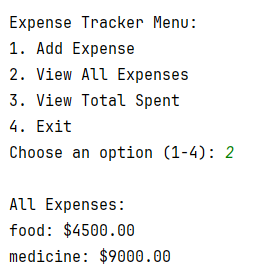 Expense Tracker Menu:
1. Add Expense
2. View All Expenses
3. View Total Spent
4. Exit
Choose an option (1-4): 2
All Expenses:
food: $4500.00
medicine: $9000.00